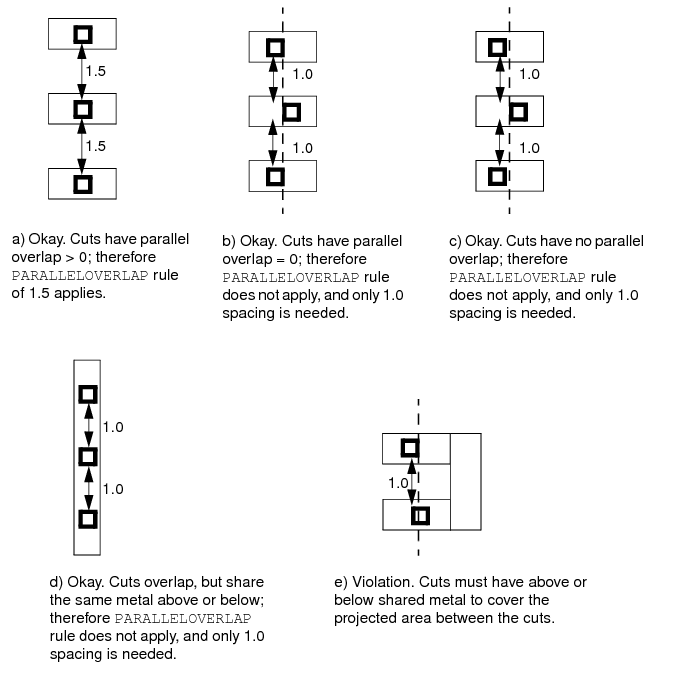 1.5
1.5
1.0
1.0
1.0
1.0
a) Okay. Cuts have parallel
overlap > 0; therefore
PARALLELOVERLAP rule
of 1.5 applies.
b) Okay. Cuts have parallel
overlap = 0; therefore
PARALLELOVERLAP rule
does not apply, and only 1.0
spacing is needed.
c) Okay. Cuts have no parallel
overlap; therefore
PARALLELOVERLAP rule
does not apply, and only 1.0
spacing is needed.
1.0
1.0
1.0
d) Okay. Cuts overlap, but share
the same metal above or below;
therefore PARALLELOVERLAP
rule does not apply, and only 1.0
spacing is needed.
e) Violation. Cuts must have above or
below shared metal to cover the
projected area between the cuts.